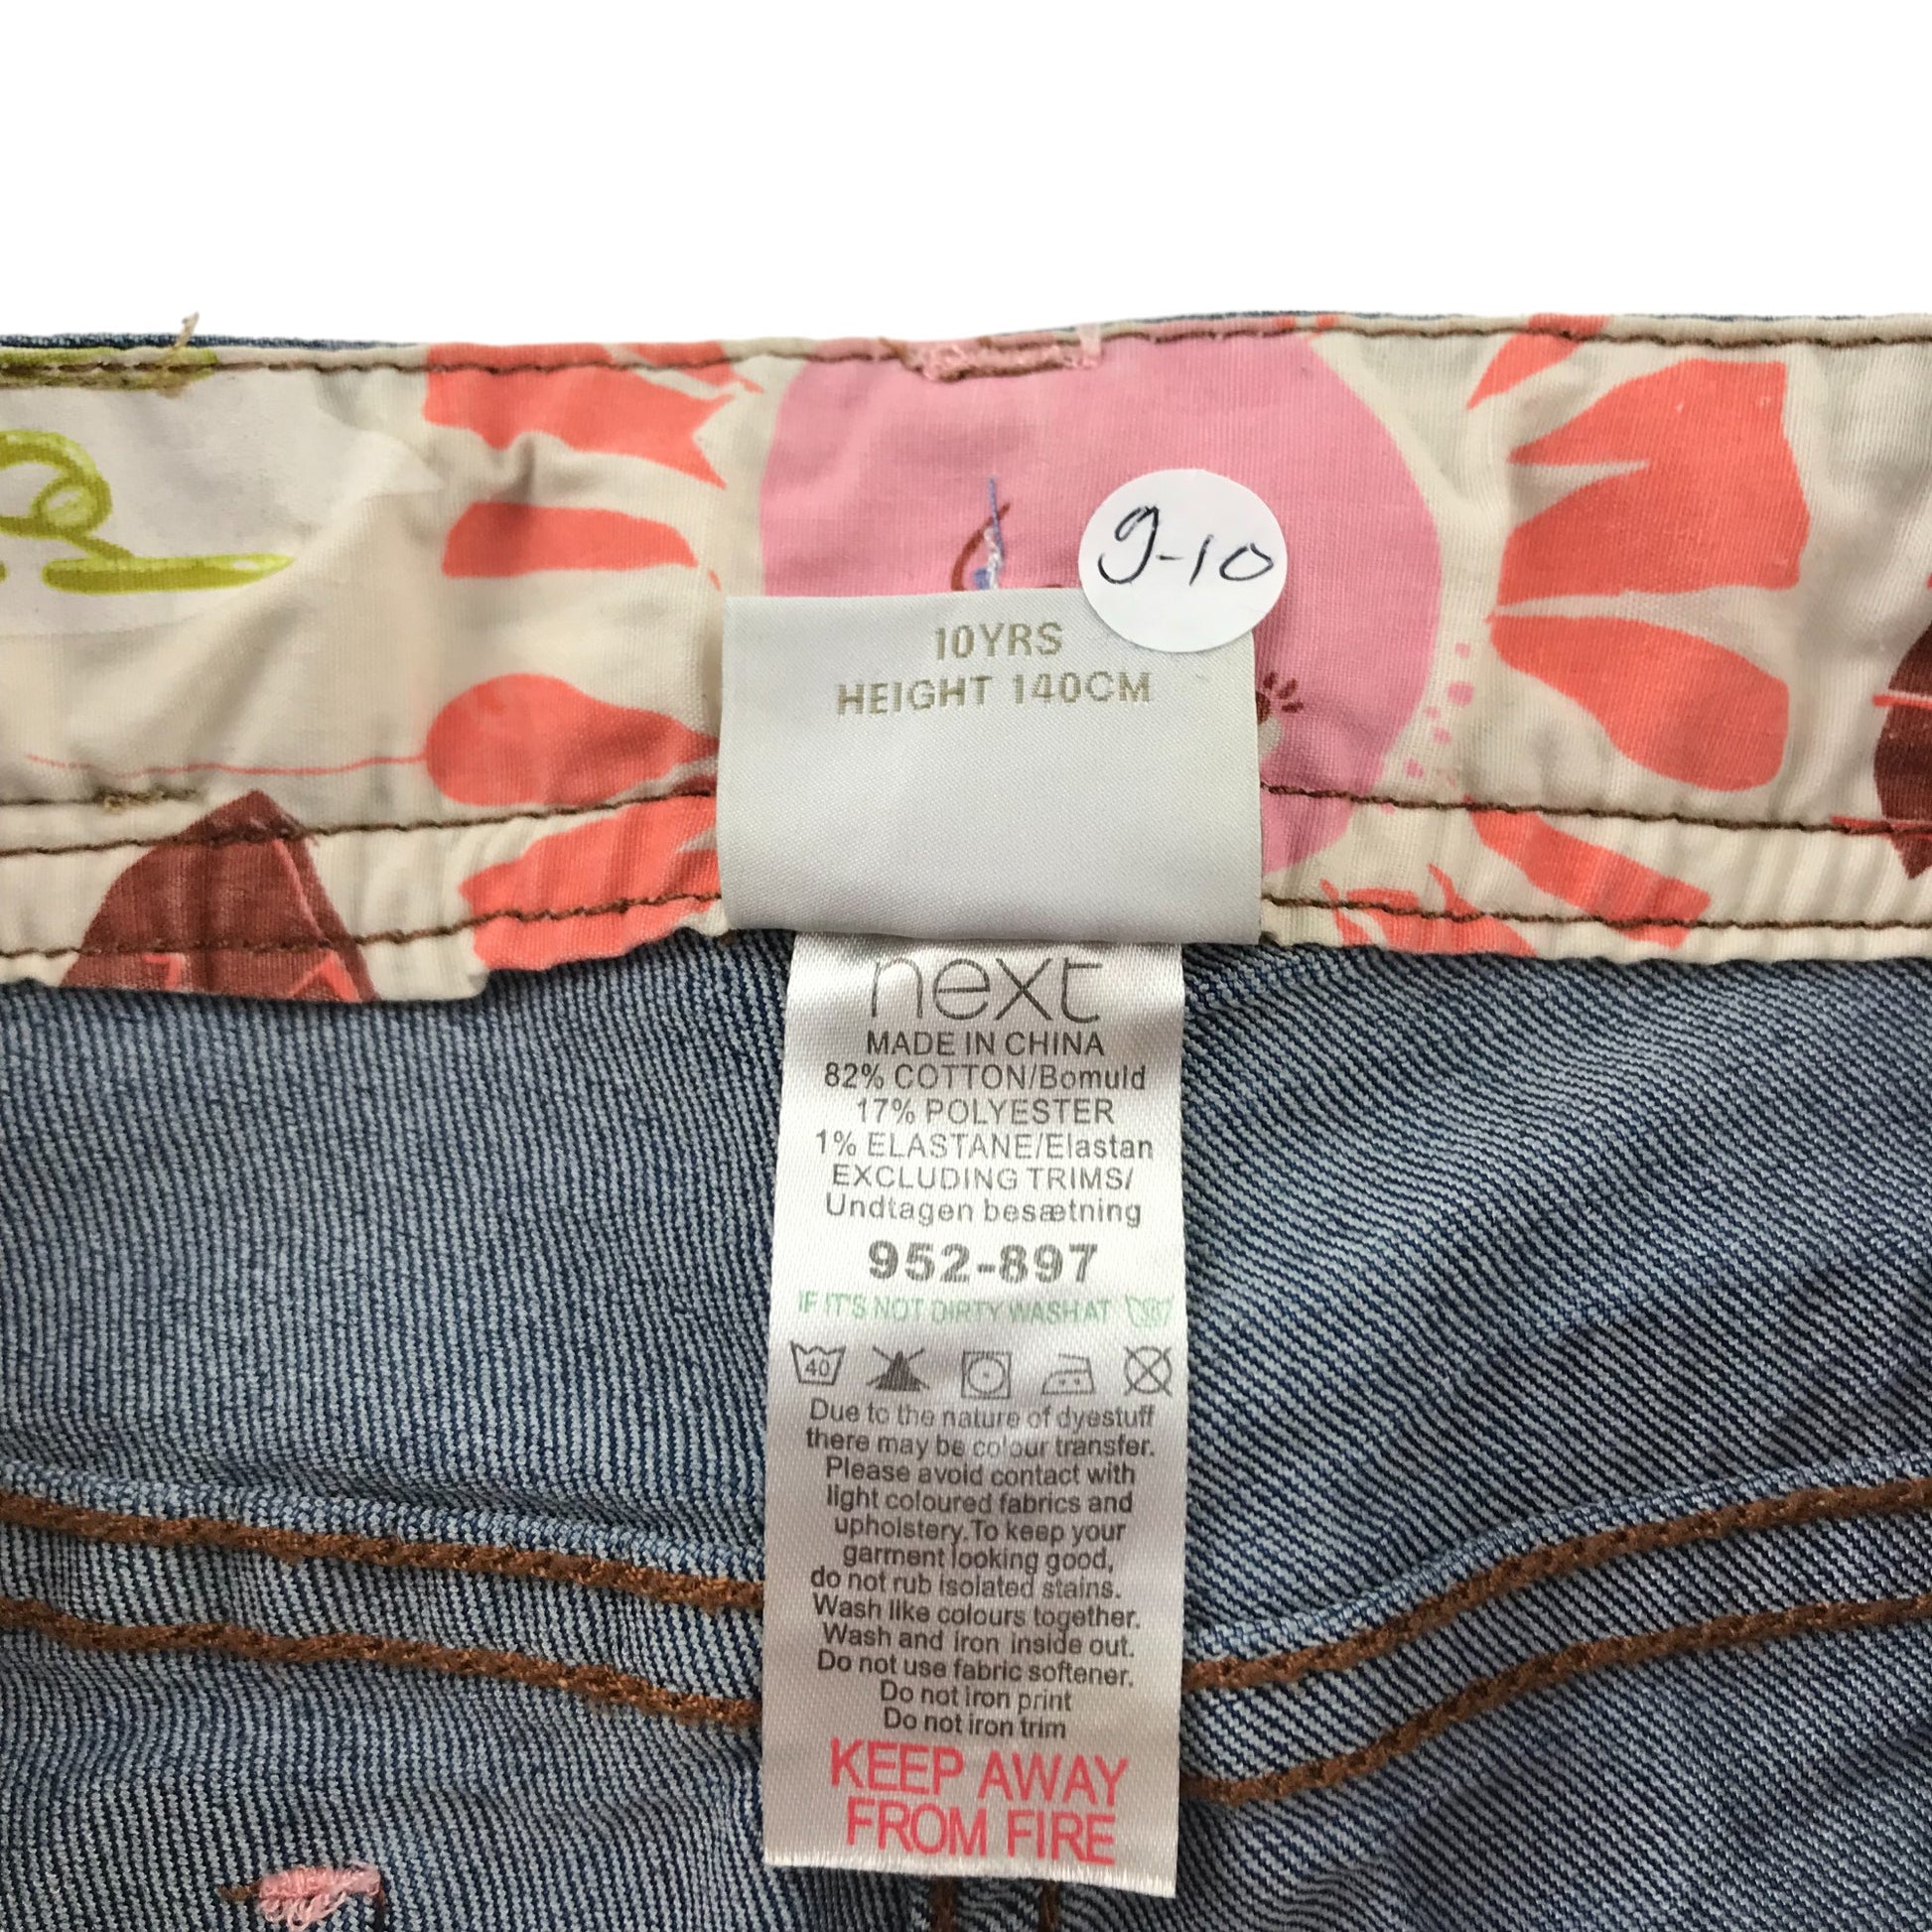 9-10
10YRS
HEIGHT 140CM
next
MADE IN CHINA
82% COTTON/Bomuld
17% POLYESTER
1% ELASTANE/Elastan
EXCLUDING TRIMS/
Undtagen besætning
952-897
IF IT'S NOT DIRTY WASH AT 30
40
Due to the nature of dyestuff
there may be colour transfer.
Please avoid contact with
light coloured fabrics and
upholstery.To keep your
garment looking good,
do not rub isolated stains.
Wash like colours together.
Wash and iron inside out.
Do not use fabric softener.
Do not iron print
Do not iron trim
KEEP AWAY
FROM FIRE